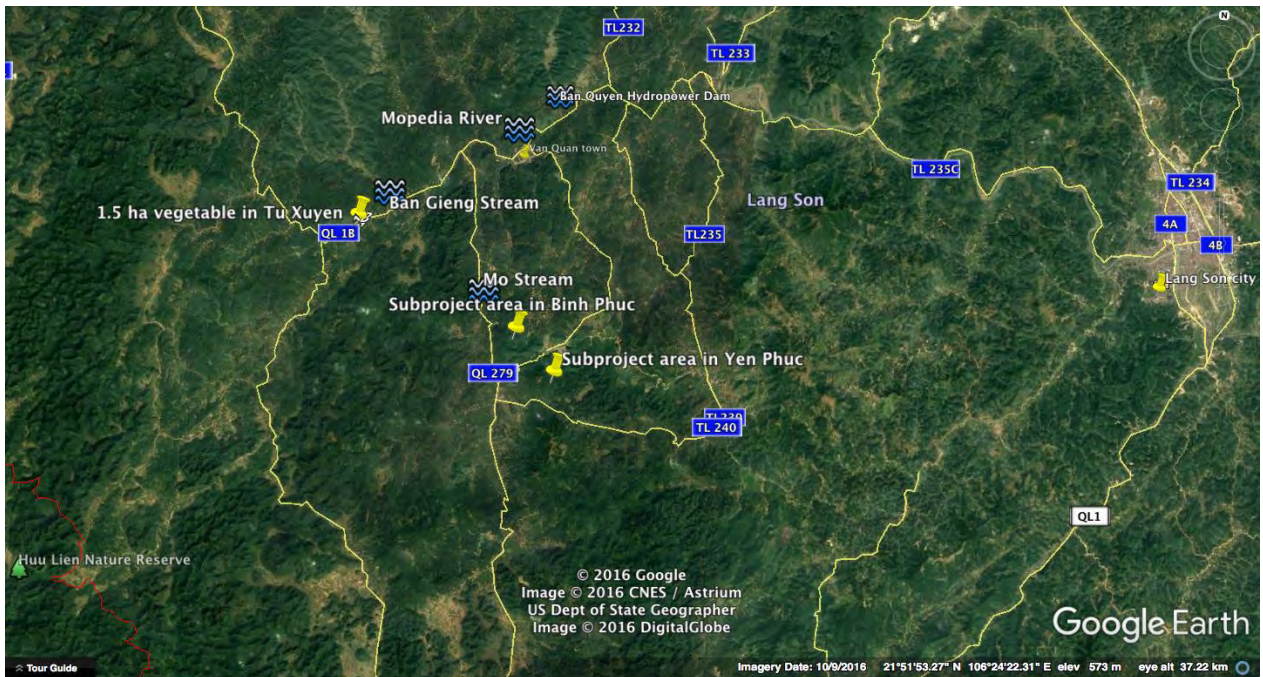 N
TL232
TL 233
Ban Quyen Hydropower Dam
Mopedia River
Van Quan town
TL 235C
TL 234
Ban Gieng Stream
Lang Son
1.5 ha vegetable in Tu Xuyen
QL 1B
TL235
4A
4B
Mo Stream
Lang Son city
Subproject area in Binh Phuc
Subproject area in Yen Phuc
QL 279
TL 240
QL1
Huu Lien Nature Reserve
© 2016 Google
Image © 2016 CNES / Astrium
US Dept of State Geographer
Image © 2016 DigitalGlobe
Google Earth
Tour Guide
Imagery Date: 10/9/2016 21°51'53.27" N 106°24'22.31" E elev 573 m eye alt 37.22 km